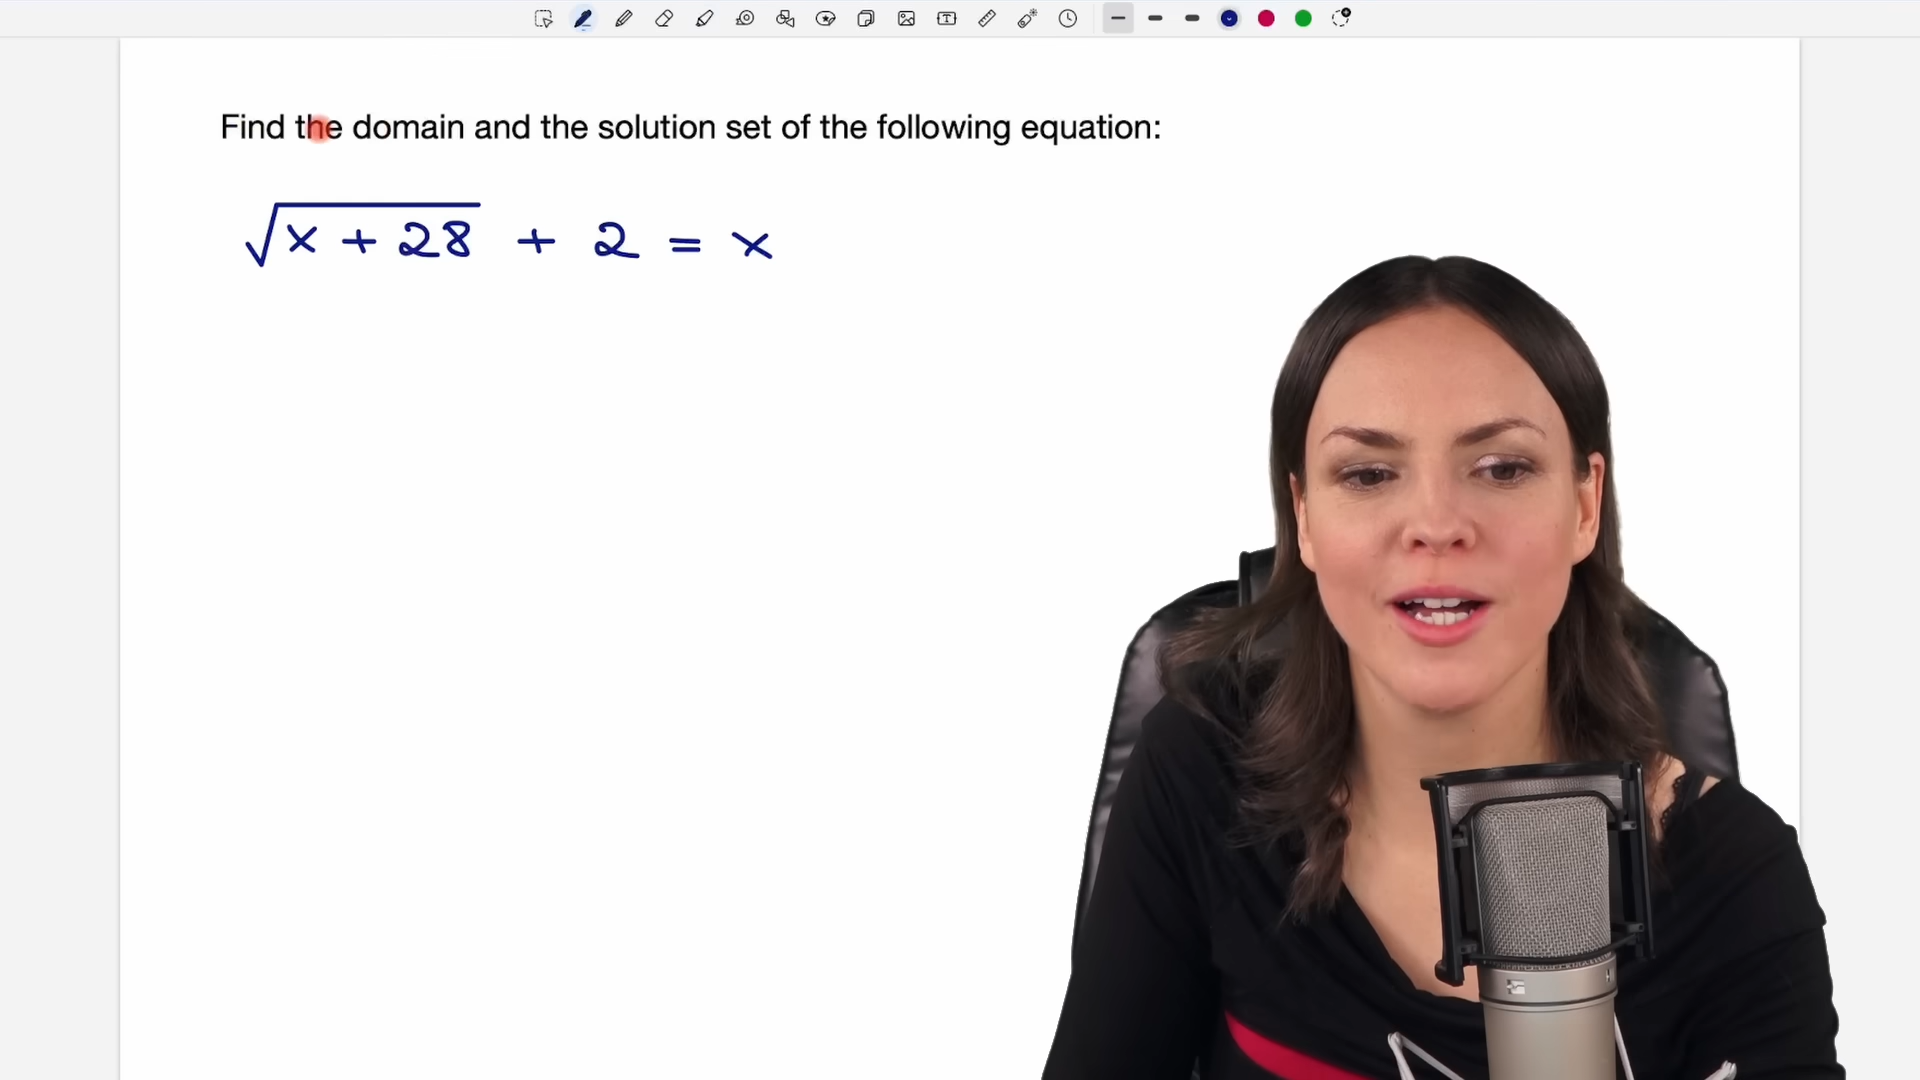 Find the domain and the solution set of the following equation:
√(x + 28) + 2 = x